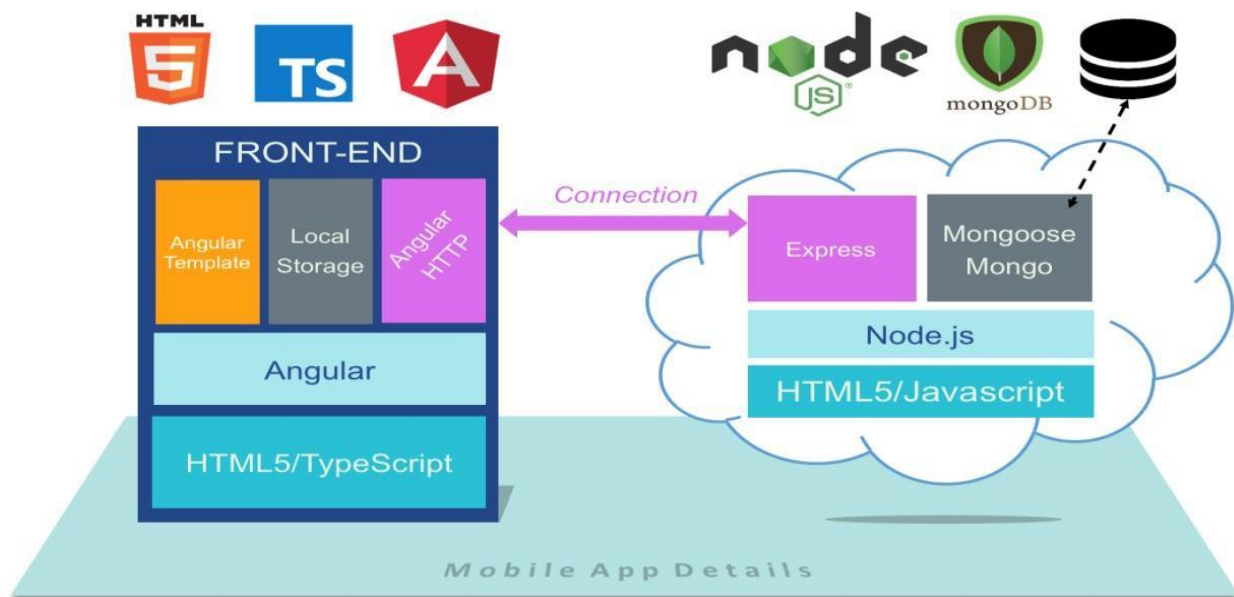 HTML
5
TS
A
node
JS
®
mongoDB
FRONT-END
Angular
Template
Local
Storage
Angular
HTTP
Angular
HTML5/TypeScript
Connection
Express
Mongoose
Mongo
Node.js
HTML5/Javascript
Mobile App Details